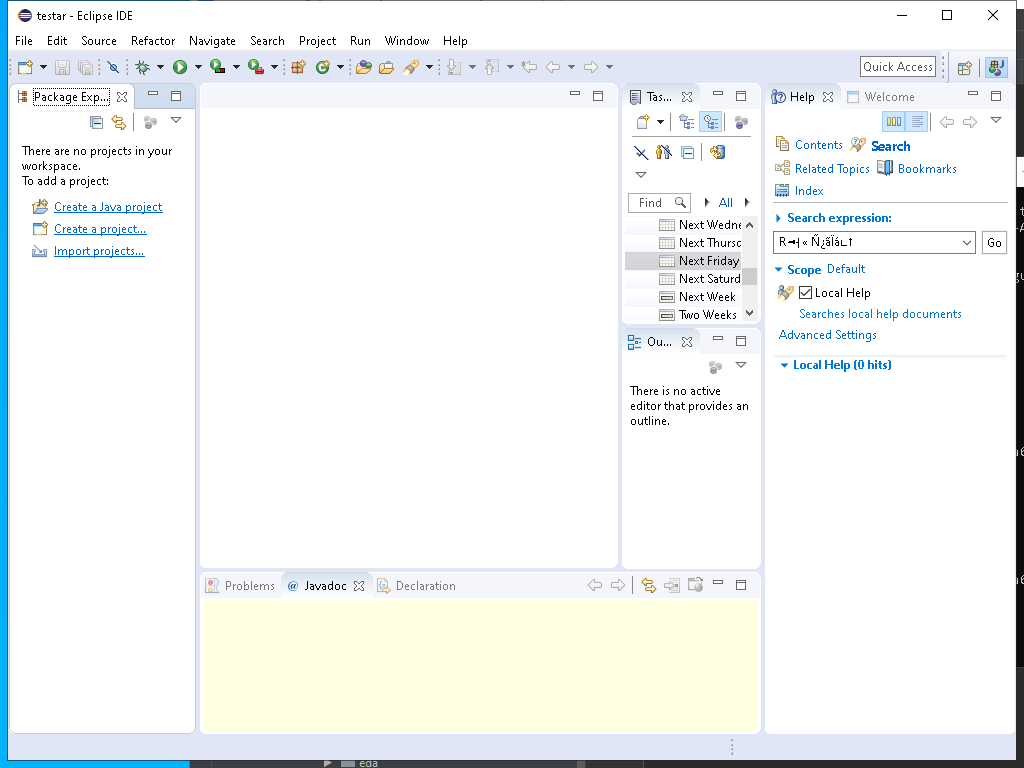 testar - Eclipse IDE
File Edit Source Refactor Navigate Search Project Run Window Help
Quick Access
Package Exp...
There are no projects in your
workspace.
To add a project:
Create a Java project
Create a project...
Import projects...
Tas...
Find
All
Next Wedne
Next Thursd
Next Friday
Next Saturd
Next Week
Two Weeks
Ou...
There is no active
editor that provides an
outline.
Help Welcome
Contents Search
Related Topics Bookmarks
Index
Search expression:
Go
Scope Default
Local Help
Searches local help documents
Advanced Settings
Local Help (0 hits)
Problems @ Javadoc Declaration
eda